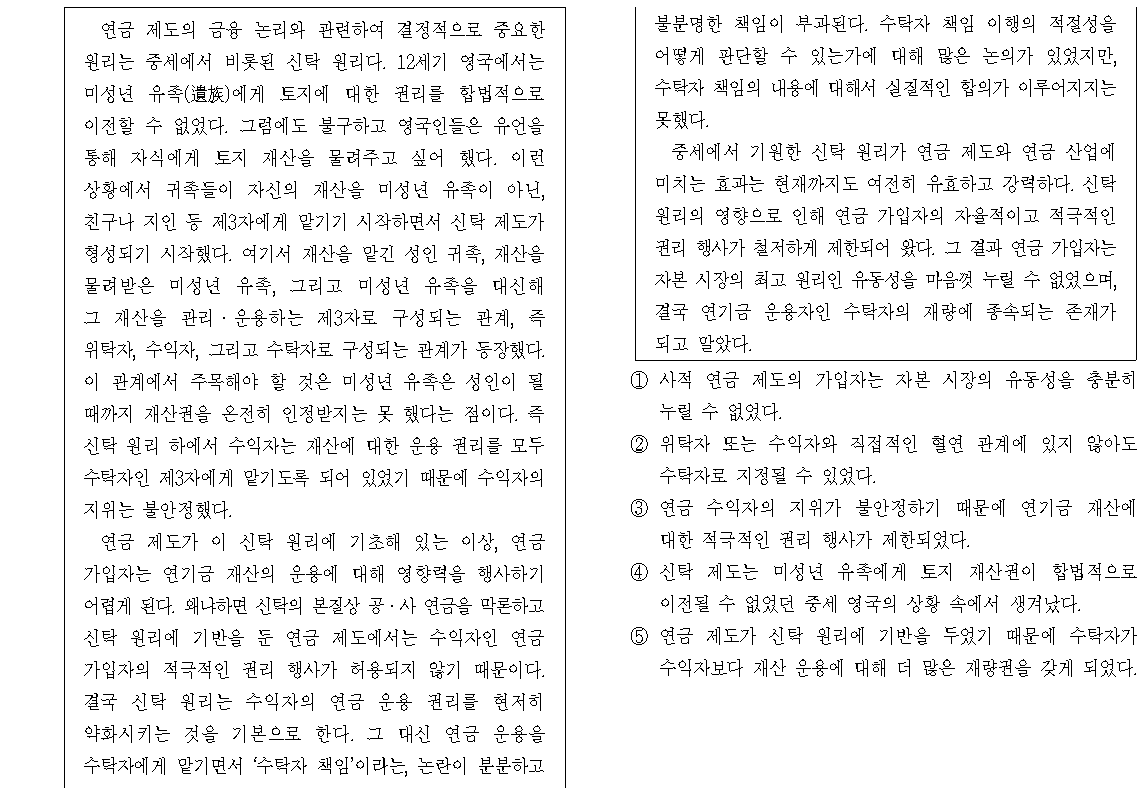 연금 제도의 금융 논리와 관련하여 결정적으로 중요한
원리는 중세에서 비롯된 신탁 원리다. 12세기 영국에서는
미성년 유족(遺族)에게 토지에 대한 권리를 합법적으로
이전할 수 없었다. 그럼에도 불구하고 영국인들은 유언을
통해 자식에게 토지 재산을 물려주고 싶어 했다. 이런
상황에서 귀족들이 자신의 재산을 미성년 유족이 아닌,
친구나 지인 등 제3자에게 맡기기 시작하면서 신탁 제도가
형성되기 시작했다. 여기서 재산을 맡긴 성인 귀족, 재산을
물려받은 미성년 유족, 그리고 미성년 유족을 대신해
그 재산을 관리·운용하는 제3자로 구성되는 관계, 즉
위탁자, 수익자, 그리고 수탁자로 구성되는 관계가 등장했다.
이 관계에서 주목해야 할 것은 미성년 유족은 성인이 될
때까지 재산권을 온전히 인정받지는 못 했다는 점이다. 즉
신탁 원리 하에서 수익자는 재산에 대한 운용 권리를 모두
수탁자인 제3자에게 맡기도록 되어 있었기 때문에 수익자의
지위는 불안정했다.
연금 제도가 이 신탁 원리에 기초해 있는 이상, 연금
가입자는 연기금 재산의 운용에 대해 영향력을 행사하기
어렵게 된다. 왜냐하면 신탁의 본질상 공·사 연금을 막론하고
신탁 원리에 기반을 둔 연금 제도에서는 수익자인 연금
가입자의 적극적인 권리 행사가 허용되지 않기 때문이다.
결국 신탁 원리는 수익자의 연금 운용 권리를 현저히
약화시키는 것을 기본으로 한다. 그 대신 연금 운용을
수탁자에게 맡기면서 ‘수탁자 책임’이라는, 논란이 분분하고
불분명한 책임이 부과된다. 수탁자 책임 이행의 적절성을
어떻게 판단할 수 있는가에 대해 많은 논의가 있었지만,
수탁자 책임의 내용에 대해서 실질적인 합의가 이루어지지는
못했다.
중세에서 기원한 신탁 원리가 연금 제도와 연금 산업에
미치는 효과는 현재까지도 여전히 유효하고 강력하다. 신탁
원리의 영향으로 인해 연금 가입자의 자율적이고 적극적인
권리 행사가 철저하게 제한되어 왔다. 그 결과 연금 가입자는
자본 시장의 최고 원리인 유동성을 마음껏 누릴 수 없었으며,
결국 연기금 운용자인 수탁자의 재량에 종속되는 존재가
되고 말았다.
① 사적 연금 제도의 가입자는 자본 시장의 유동성을 충분히
누릴 수 없었다.
② 위탁자 또는 수익자와 직접적인 혈연 관계에 있지 않아도
수탁자로 지정될 수 있었다.
③ 연금 수익자의 지위가 불안정하기 때문에 연기금 재산에
대한 적극적인 권리 행사가 제한되었다.
④ 신탁 제도는 미성년 유족에게 토지 재산권이 합법적으로
이전될 수 없었던 중세 영국의 상황 속에서 생겨났다.
⑤ 연금 제도가 신탁 원리에 기반을 두었기 때문에 수탁자가
수익자보다 재산 운용에 대해 더 많은 재량권을 갖게 되었다.